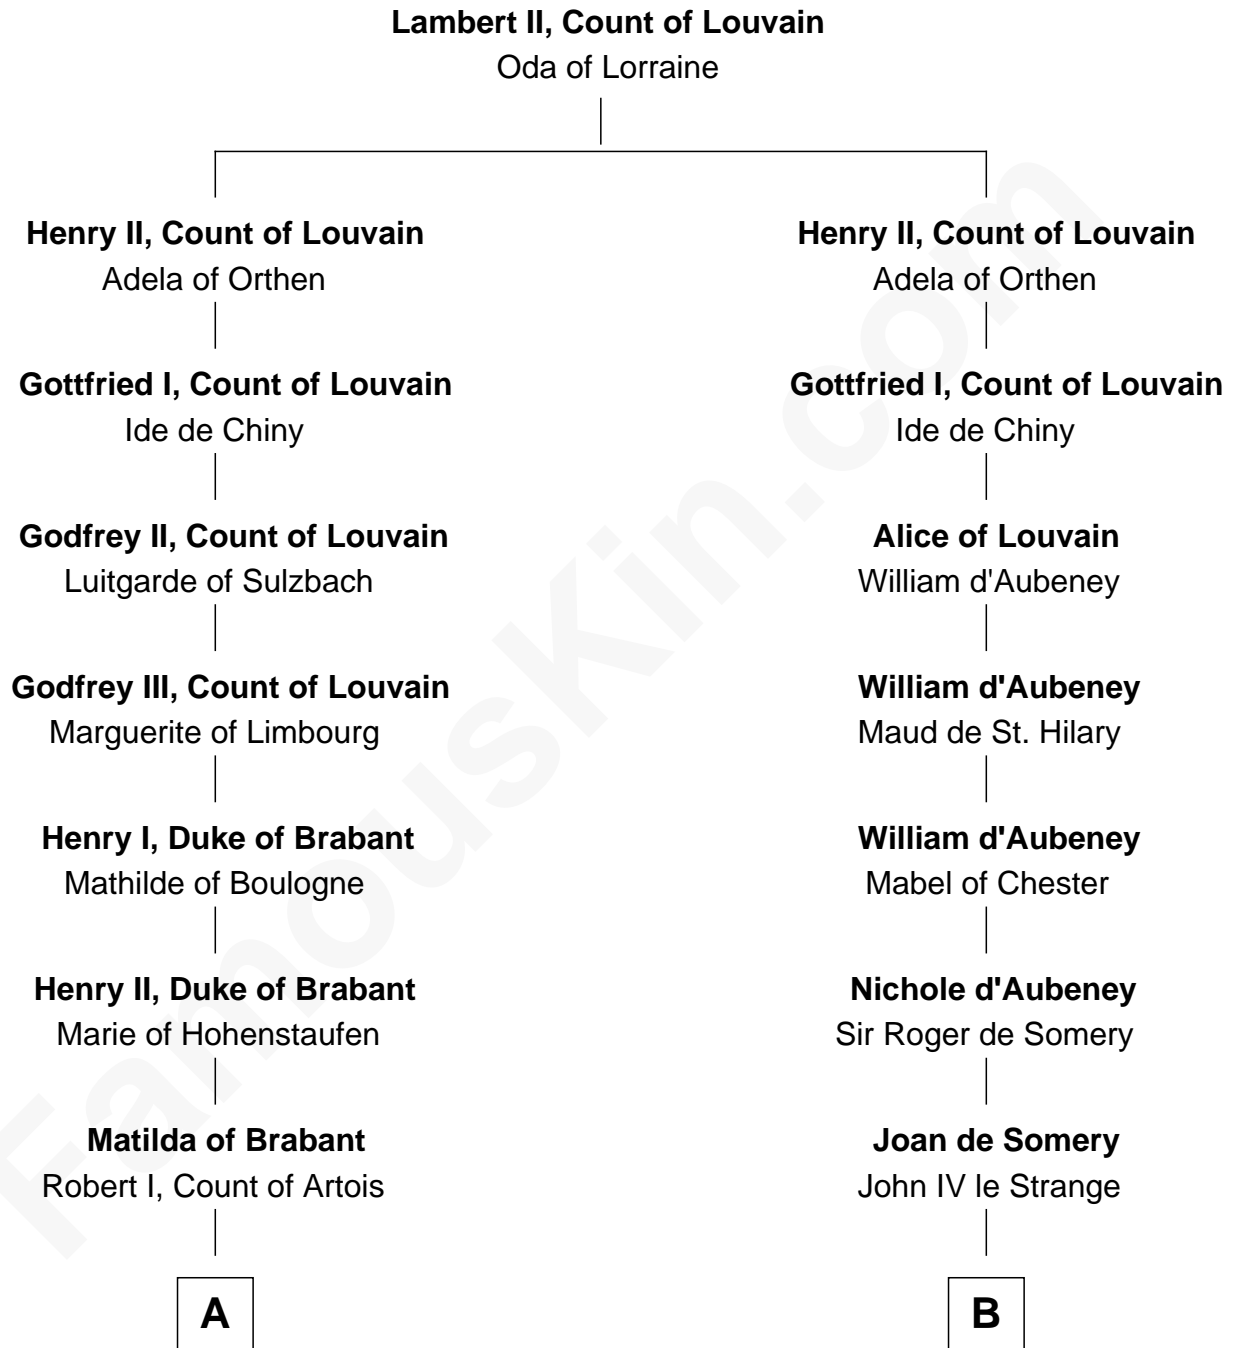 Lambert II, Count of Louvain
Oda of Lorraine
Henry II, Count of Louvain
Adela of Orthen
Henry II, Count of Louvain
Adela of Orthen
Gottfried I, Count of Louvain
Ide de Chiny
Gottfried I, Count of Louvain
Ide de Chiny
Godfrey II, Count of Louvain
Luitgarde of Sulzbach
Alice of Louvain
William d'Aubeney
Godfrey III, Count of Louvain
Marguerite of Limbourg
William d'Aubeney
Maud de St. Hilary
Henry I, Duke of Brabant
Mathilde of Boulogne
William d'Aubeney
Mabel of Chester
Henry II, Duke of Brabant
Marie of Hohenstaufen
Nichole d'Aubeney
Sir Roger de Somery
Matilda of Brabant
Robert I, Count of Artois
Joan de Somery
John IV le Strange
A
B
FamousKin.com